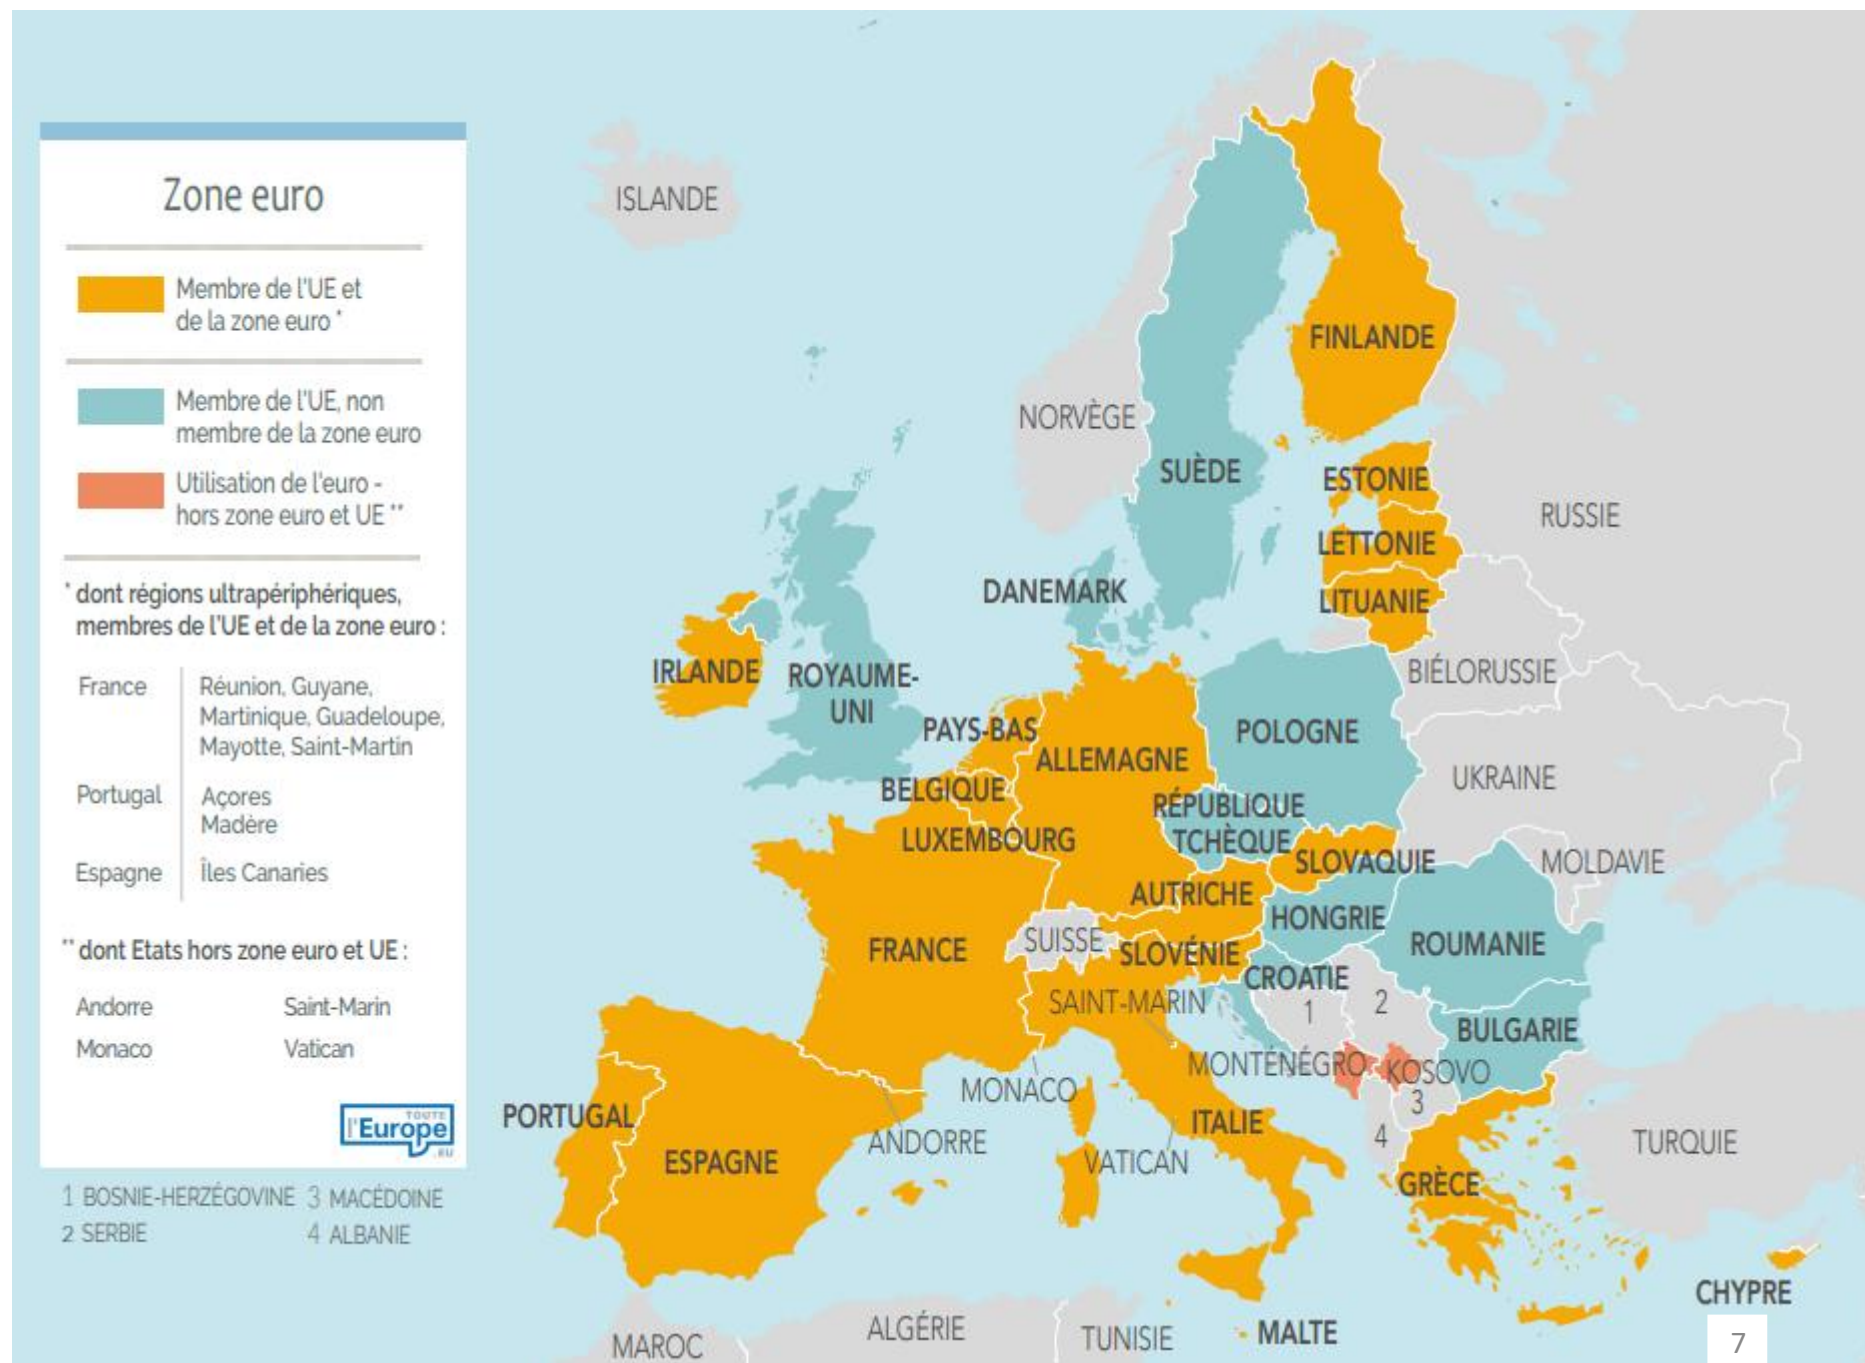 Zone euro
Membre de l'UE et
de la zone euro *
Membre de l'UE, non
membre de la zone euro
Utilisation de l'euro -
hors zone euro et UE **
* dont régions ultrapériphériques,
membres de l'UE et de la zone euro :
France
Réunion, Guyane,
Martinique, Guadeloupe,
Mayotte, Saint-Martin
Portugal
Açores
Madère
Espagne
Îles Canaries
** dont Etats hors zone euro et UE :
Andorre
Saint-Marin
Monaco
Vatican
TOUTE
l'Europe
.EU
1 BOSNIE-HERZÉGOVINE 3 MACÉDOINE
2 SERBIE 4 ALBANIE
ISLANDE
FINLANDE
NORVÈGE
SUÈDE
ESTONIE
RUSSIE
LETTONIE
DANEMARK
LITUANIE
IRLANDE
ROYAUME-
UNI
BIÉLORUSSIE
PAYS-BAS
POLOGNE
ALLEMAGNE
UKRAINE
BELGIQUE
RÉPUBLIQUE
TCHÈQUE
LUXEMBOURG
SLOVAQUIE
MOLDAVIE
AUTRICHE
HONGRIE
FRANCE
SUISSE
SLOVÉNIE
ROUMANIE
CROATIE
SAINT-MARIN
1
2
BULGARIE
MONTÉNÉGRO
KOSOVO
MONACO
3
PORTUGAL
ITALIE
ANDORRE
4
TURQUIE
ESPAGNE
VATICAN
GRÈCE
CHYPRE
ALGÉRIE
MALTE
MAROC
TUNISIE
7